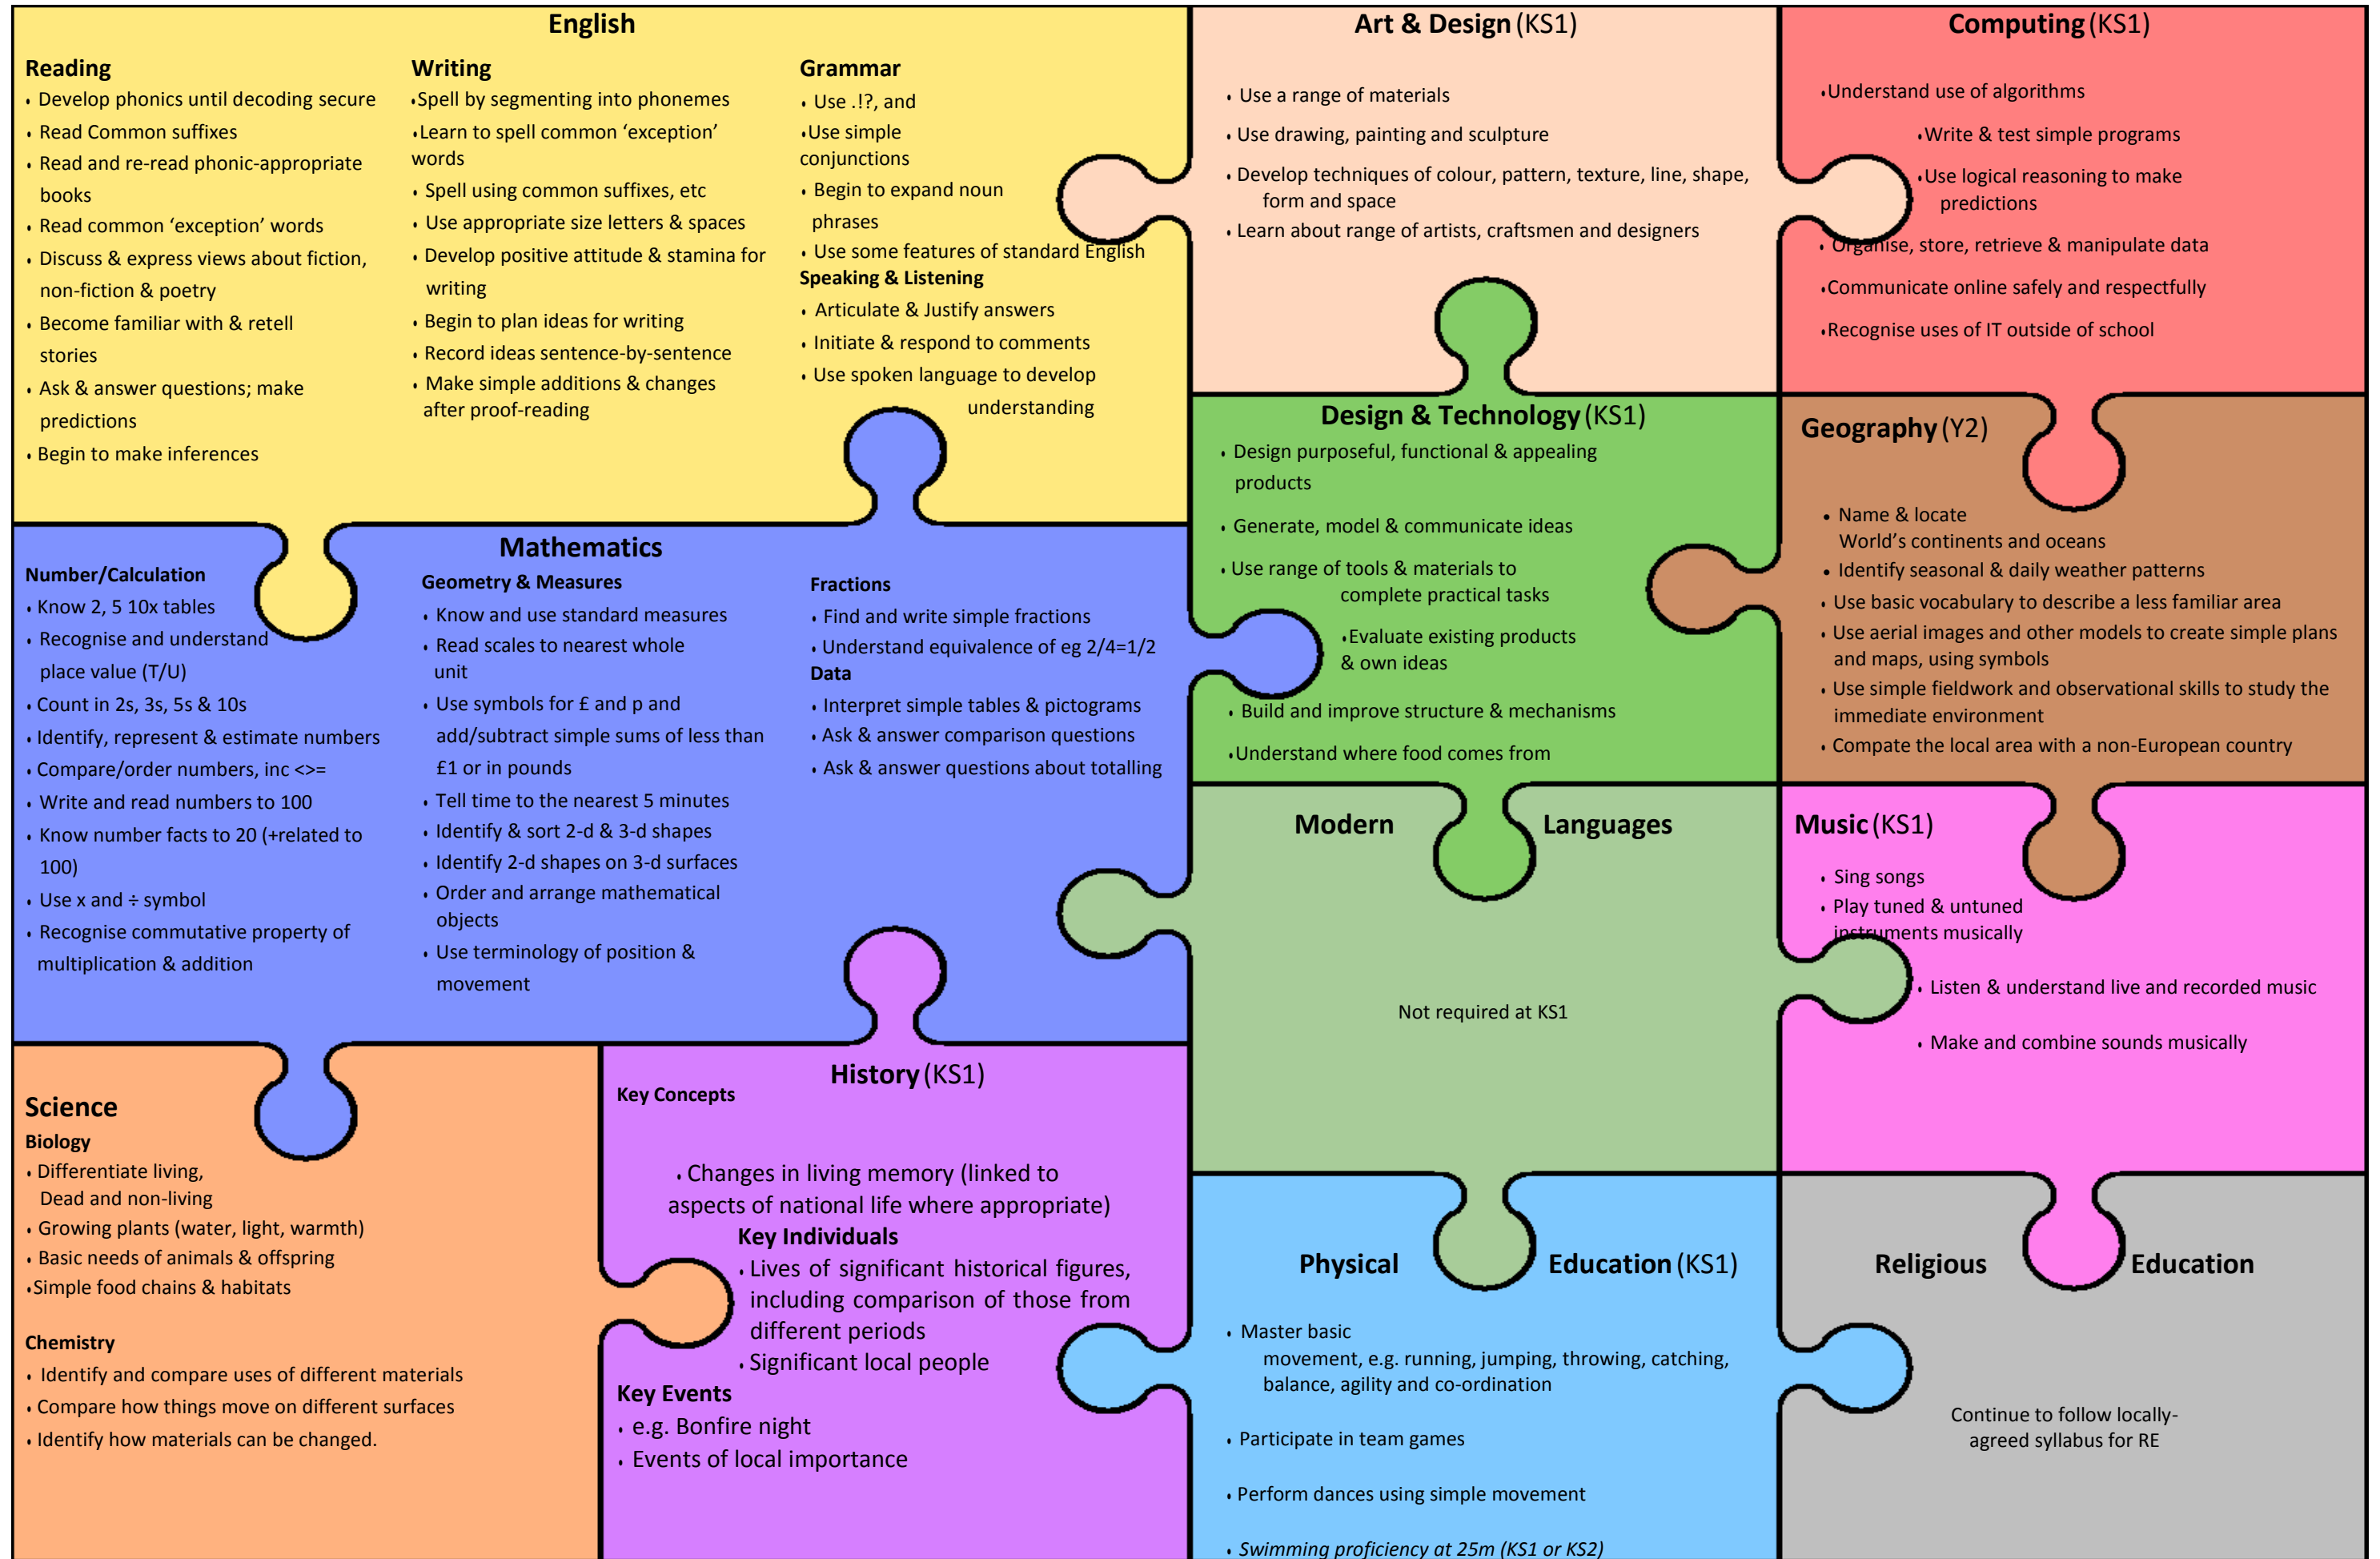 English
Reading
• Develop phonics until decoding secure
• Read Common suffixes
• Read and re-read phonic-appropriate
books
• Read common ‘exception’ words
• Discuss & express views about fiction,
non-fiction & poetry
• Become familiar with & retell
stories
• Ask & answer questions; make
predictions
• Begin to make inferences
Writing
•Spell by segmenting into phonemes
•Learn to spell common ‘exception’
words
• Spell using common suffixes, etc
• Use appropriate size letters & spaces
• Develop positive attitude & stamina for
writing
• Begin to plan ideas for writing
• Record ideas sentence-by-sentence
• Make simple additions & changes
after proof-reading
Grammar
• Use .!?, and
•Use simple
conjunctions
• Begin to expand noun
phrases
• Use some features of standard English
Speaking & Listening
• Articulate & Justify answers
• Initiate & respond to comments
• Use spoken language to develop
understanding
Art & Design (KS1)
• Use a range of materials
• Use drawing, painting and sculpture
• Develop techniques of colour, pattern, texture, line, shape,
form and space
• Learn about range of artists, craftsmen and designers
Computing (KS1)
•Understand use of algorithms
•Write & test simple programs
•Use logical reasoning to make
predictions
• Organise, store, retrieve & manipulate data
•Communicate online safely and respectfully
•Recognise uses of IT outside of school
Mathematics
Number/Calculation
• Know 2, 5 10x tables
• Recognise and understand
place value (T/U)
• Count in 2s, 3s, 5s & 10s
• Identify, represent & estimate numbers
• Compare/order numbers, inc <>=
• Write and read numbers to 100
• Know number facts to 20 (+related to
100)
• Use x and ÷ symbol
• Recognise commutative property of
multiplication & addition
Geometry & Measures
• Know and use standard measures
• Read scales to nearest whole
unit
• Use symbols for £ and p and
add/subtract simple sums of less than
£1 or in pounds
• Tell time to the nearest 5 minutes
• Identify & sort 2-d & 3-d shapes
• Identify 2-d shapes on 3-d surfaces
• Order and arrange mathematical
objects
• Use terminology of position &
movement
Fractions
• Find and write simple fractions
• Understand equivalence of eg 2/4=1/2
Data
• Interpret simple tables & pictograms
• Ask & answer comparison questions
• Ask & answer questions about totalling
Design & Technology (KS1)
• Design purposeful, functional & appealing
products
• Generate, model & communicate ideas
• Use range of tools & materials to
complete practical tasks
•Evaluate existing products
& own ideas
• Build and improve structure & mechanisms
•Understand where food comes from
Geography (Y2)
• Name & locate
World’s continents and oceans
• Identify seasonal & daily weather patterns
• Use basic vocabulary to describe a less familiar area
• Use aerial images and other models to create simple plans
and maps, using symbols
• Use simple fieldwork and observational skills to study the
immediate environment
• Compate the local area with a non-European country
Modern Languages
Not required at KS1
Music (KS1)
• Sing songs
• Play tuned & untuned
instruments musically
• Listen & understand live and recorded music
• Make and combine sounds musically
Science
Biology
• Differentiate living,
Dead and non-living
• Growing plants (water, light, warmth)
• Basic needs of animals & offspring
•Simple food chains & habitats
Chemistry
• Identify and compare uses of different materials
• Compare how things move on different surfaces
• Identify how materials can be changed.
History (KS1)
Key Concepts
• Changes in living memory (linked to
aspects of national life where appropriate)
Key Individuals
• Lives of significant historical figures,
including comparison of those from
different periods
• Significant local people
Key Events
• e.g. Bonfire night
• Events of local importance
Physical Education (KS1)
• Master basic
movement, e.g. running, jumping, throwing, catching,
balance, agility and co-ordination
• Participate in team games
• Perform dances using simple movement
• Swimming proficiency at 25m (KS1 or KS2)
Religious Education
Continue to follow locally-
agreed syllabus for RE